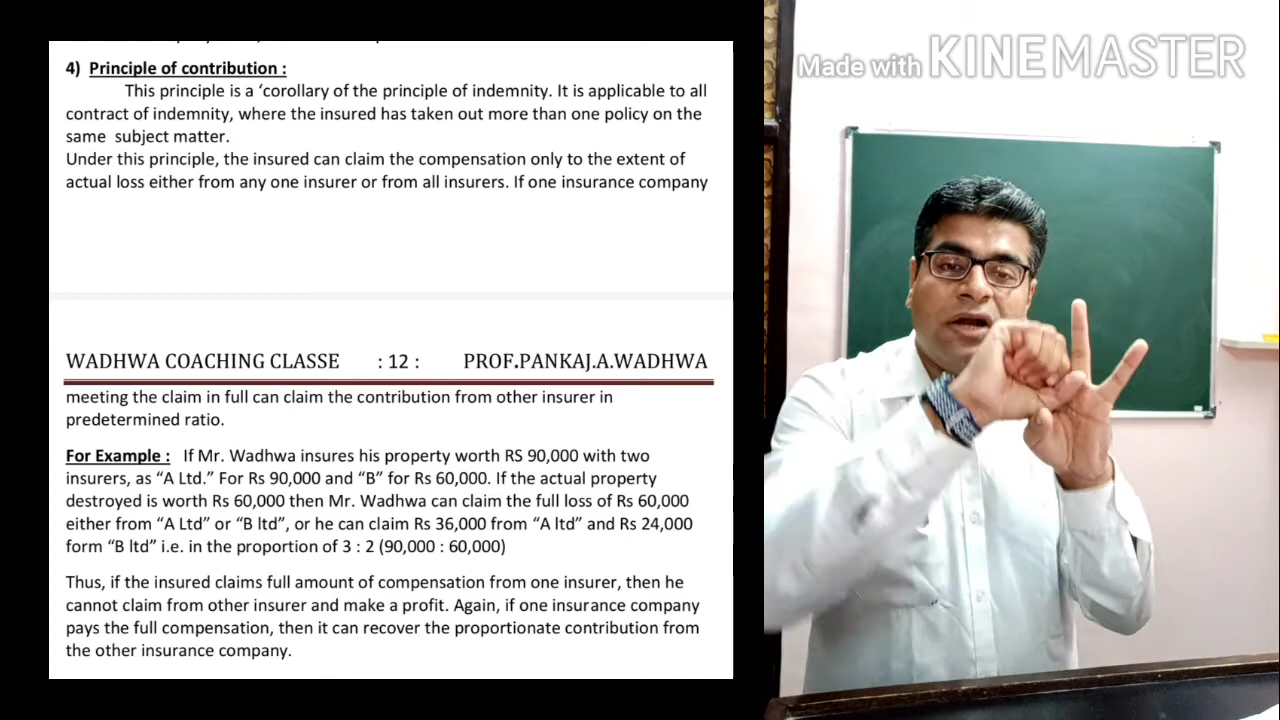 4) Principle of contribution :
This principle is a ‘corollary of the principle of indemnity. It is applicable to all
contract of indemnity, where the insured has taken out more than one policy on the
same subject matter.
Under this principle, the insured can claim the compensation only to the extent of
actual loss either from any one insurer or from all insurers. If one insurance company
WADHWA COACHING CLASSE : 12 : PROF.PANKAJ.A.WADHWA
meeting the claim in full can claim the contribution from other insurer in
predetermined ratio.
For Example : If Mr. Wadhwa insures his property worth RS 90,000 with two
insurers, as “A Ltd.” For Rs 90,000 and “B” for Rs 60,000. If the actual property
destroyed is worth Rs 60,000 then Mr. Wadhwa can claim the full loss of Rs 60,000
either from “A Ltd” or “B ltd”, or he can claim Rs 36,000 from “A ltd” and Rs 24,000
form “B ltd” i.e. in the proportion of 3 : 2 (90,000 : 60,000)
Thus, if the insured claims full amount of compensation from one insurer, then he
cannot claim from other insurer and make a profit. Again, if one insurance company
pays the full compensation, then it can recover the proportionate contribution from
the other insurance company.
Made with KINEMASTER